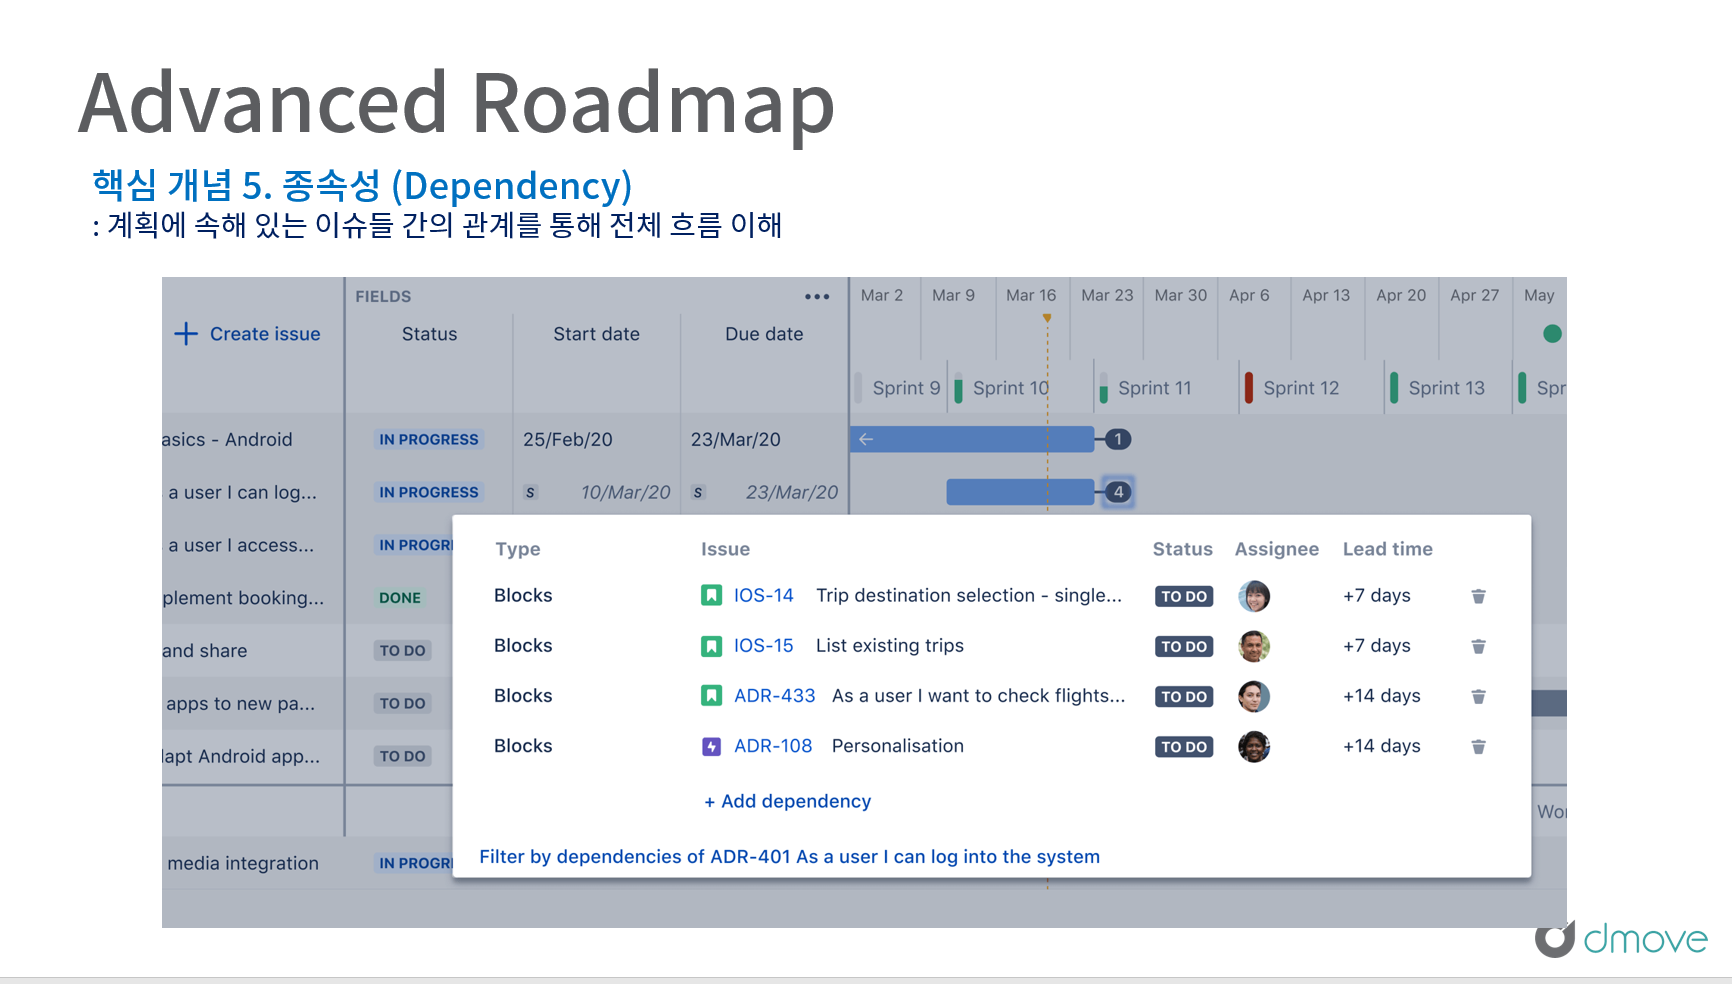 Advanced Roadmap
핵심 개념 5. 종속성 (Dependency)
: 계획에 속해 있는 이슈들 간의 관계를 통해 전체 흐름 이해
FIELDS ••• Mar 2 Mar 9 Mar 16 Mar 23 Mar 30 Apr 6 Apr 13 Apr 20 Apr 27 May
+ Create issue Status Start date Due date
Sprint 9 Sprint 10 Sprint 11 Sprint 12 Sprint 13 Spr
asics - Android IN PROGRESS 25/Feb/20 23/Mar/20 1
a user I can log... IN PROGRESS S 10/Mar/20 S 23/Mar/20 4
a user I access... IN PROGRE
plement booking... DONE
and share TO DO
apps to new pa... TO DO
lapt Android app... TO DO
Wor
media integration IN PROGRE
Type Issue Status Assignee Lead time
Blocks IOS-14 Trip destination selection - single... TO DO +7 days
Blocks IOS-15 List existing trips TO DO +7 days
Blocks ADR-433 As a user I want to check flights... TO DO +14 days
Blocks ADR-108 Personalisation TO DO +14 days
+ Add dependency
Filter by dependencies of ADR-401 As a user I can log into the system
dmove